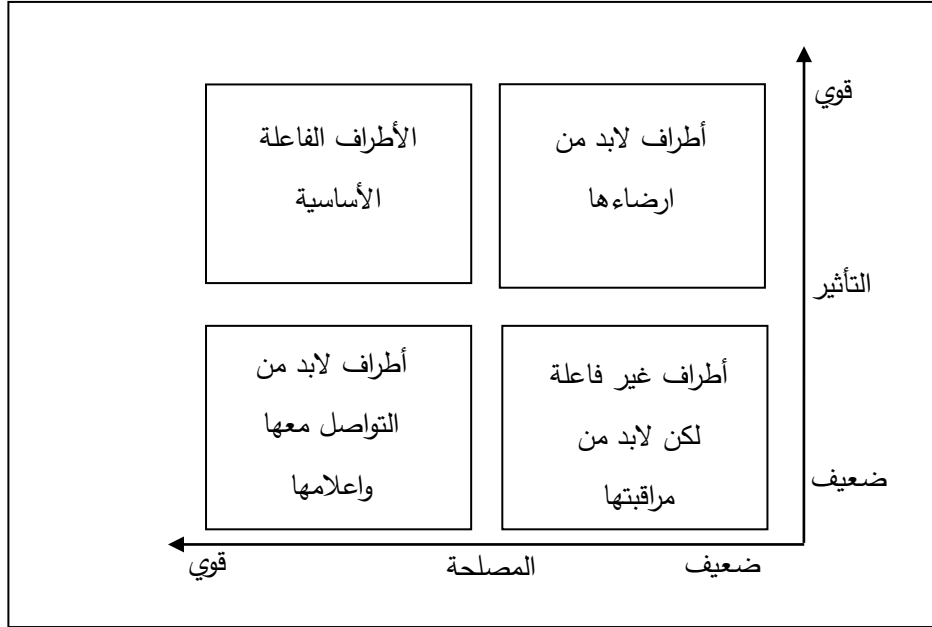 قوي
أطراف لابد من
ارضاءها
الأطراف الفاعلة
الأساسية
التأثير
أطراف غير فاعلة
لكن لابد من
مراقبتها
أطراف لابد من
التواصل معها
واعلامها
ضعيف
ضعيف
المصلحة
قوي